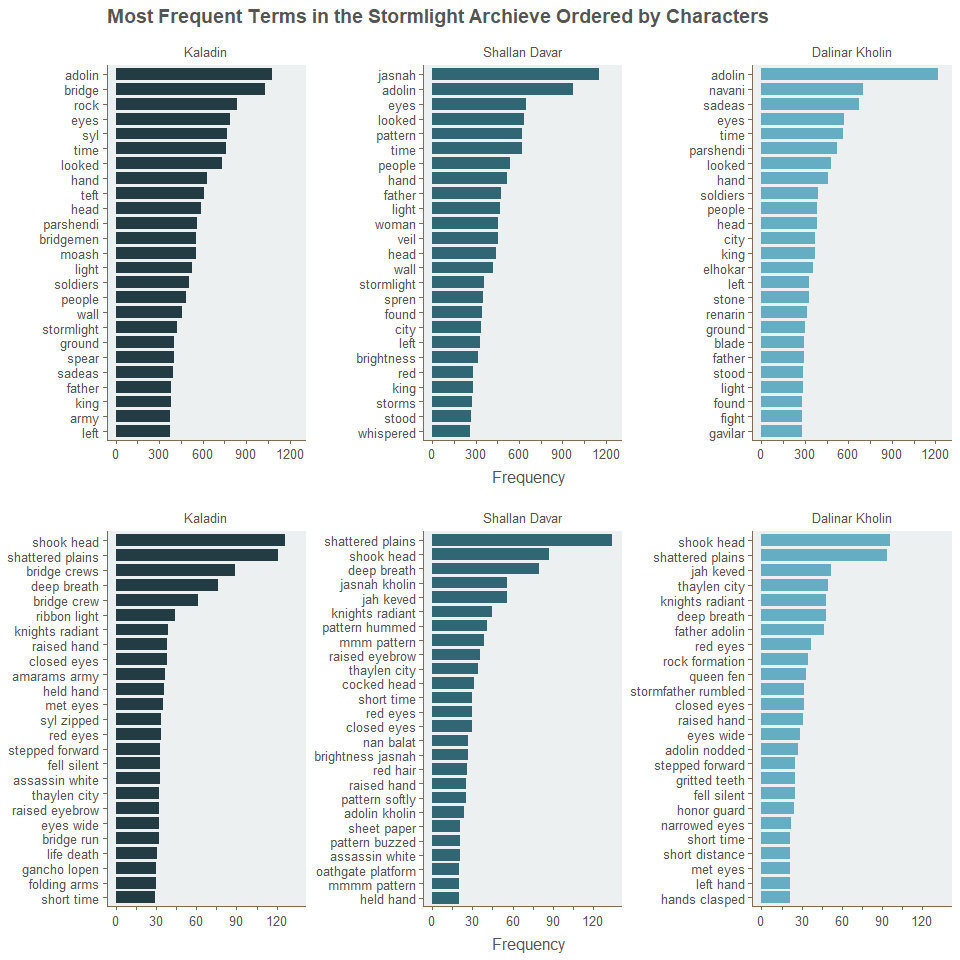 Most Frequent Terms in the Stormlight Archieve Ordered by Characters
Kaladin
adolin
bridge
rock
eyes
syl
time
looked
hand
teft
head
parshendi
bridgemen
moash
light
soldiers
people
wall
stormlight
ground
spear
sadeas
father
king
army
left
0 300 600 900 1200
Shallan Davar
jasnah
adolin
eyes
looked
pattern
time
people
hand
father
light
woman
veil
head
wall
stormlight
spren
found
city
left
brightness
red
king
storms
stood
whispered
0 300 600 900 1200
Frequency
Dalinar Kholin
adolin
navani
sadeas
eyes
time
parshendi
looked
hand
soldiers
people
head
city
king
elhokar
left
stone
renarin
ground
blade
father
stood
light
found
fight
gavilar
0 300 600 900 1200
Kaladin
shook head
shattered plains
bridge crews
deep breath
bridge crew
ribbon light
knights radiant
raised hand
closed eyes
amarams army
held hand
met eyes
syl zipped
red eyes
stepped forward
fell silent
assassin white
thaylen city
raised eyebrow
eyes wide
bridge run
life death
gancho lopen
folding arms
short time
0 30 60 90 120
Shallan Davar
shattered plains
shook head
deep breath
jasnah kholin
jah keved
knights radiant
pattern hummed
mmm pattern
raised eyebrow
thaylen city
cocked head
short time
red eyes
closed eyes
nan balat
brightness jasnah
red hair
raised hand
pattern softly
adolin kholin
sheet paper
pattern buzzed
assassin white
oathgate platform
mmmm pattern
held hand
0 30 60 90 120
Frequency
Dalinar Kholin
shook head
shattered plains
jah keved
thaylen city
knights radiant
deep breath
father adolin
red eyes
rock formation
queen fen
stormfather rumbled
closed eyes
raised hand
eyes wide
adolin nodded
stepped forward
gritted teeth
fell silent
honor guard
narrowed eyes
short time
short distance
met eyes
left hand
hands clasped
0 30 60 90 120